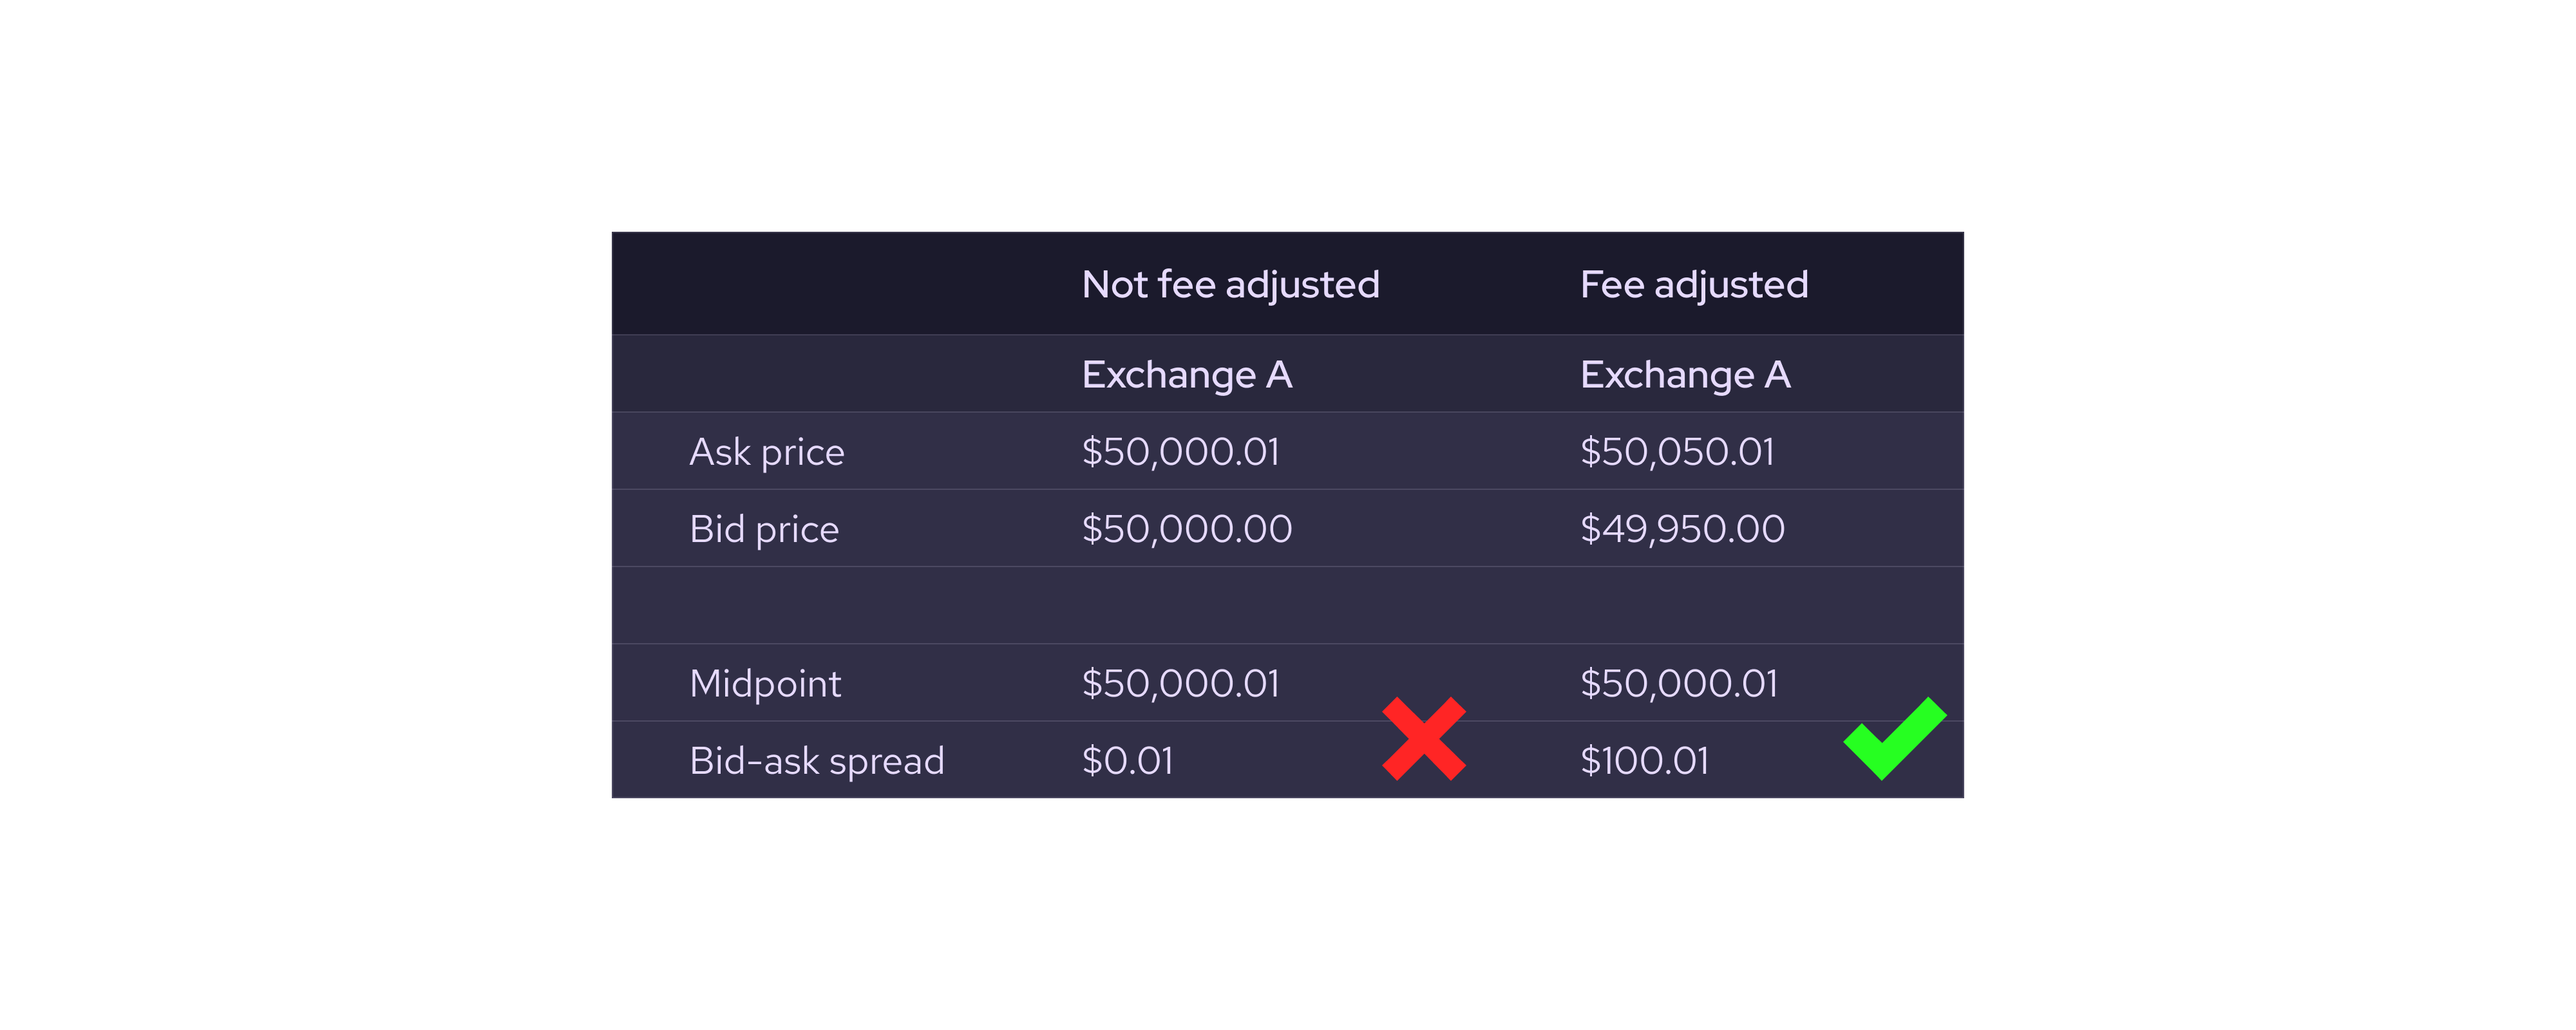 Not fee adjusted Fee adjusted
Exchange A Exchange A
Ask price $50,000.01 $50,050.01
Bid price $50,000.00 $49,950.00
Midpoint $50,000.01 $50,000.01
Bid-ask spread $0.01 $100.01